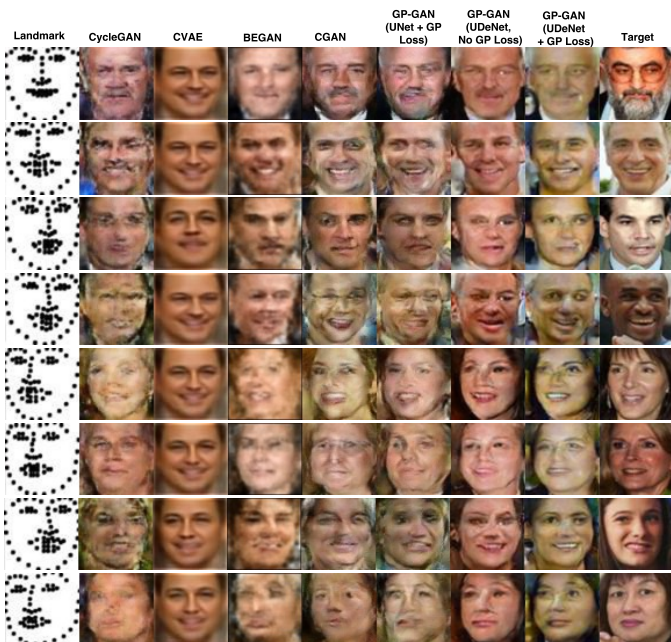 Landmark
CycleGAN
CVAE
BEGAN
CGAN
GP-GAN
(UNet + GP
Loss)
GP-GAN
(UDeNet,
No GP Loss)
GP-GAN
(UDeNet
+ GP Loss)
Target